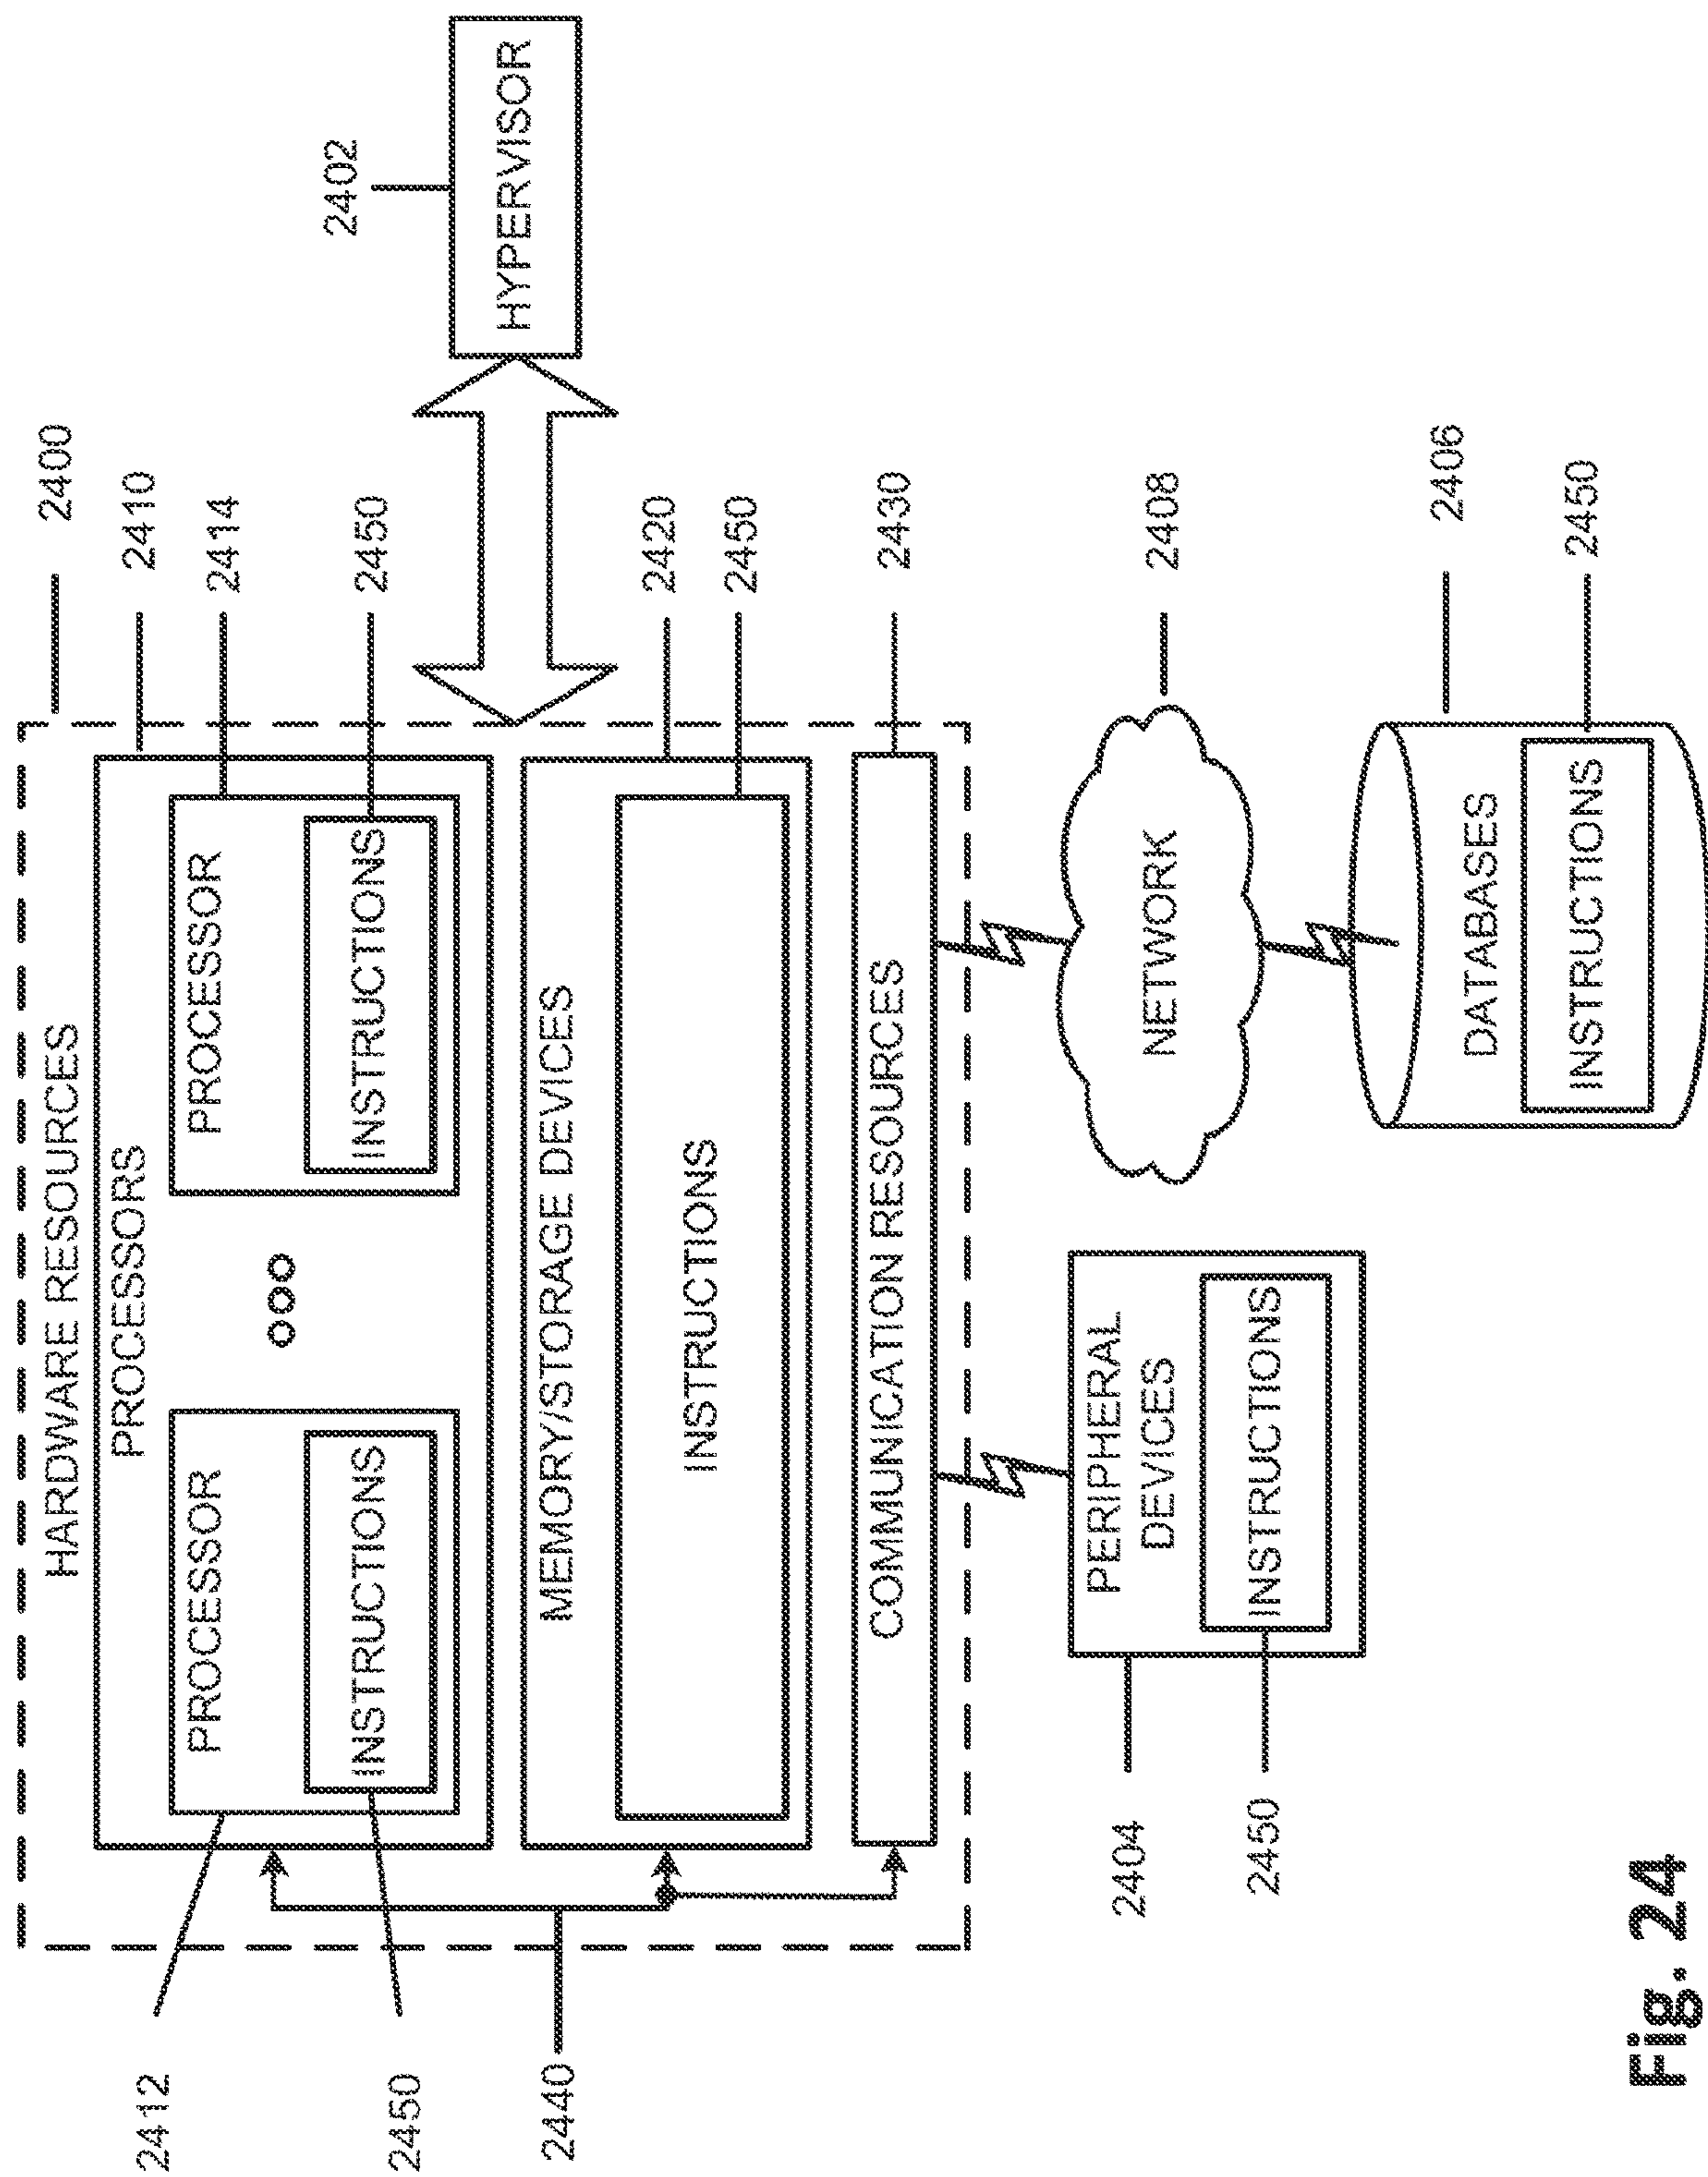 2400
HARDWARE RESOURCES
2410
PROCESSORS
2412
PROCESSOR
PROCESSOR
2414
ooo
2450
INSTRUCTIONS
INSTRUCTIONS
2450
2402
HYPERVISOR
2440
MEMORY/STORAGE DEVICES
2420
INSTRUCTIONS
2450
COMMUNICATION RESOURCES
2430
2404
PERIPHERAL
DEVICES
2450
INSTRUCTIONS
NETWORK
2408
2406
DATABASES
INSTRUCTIONS
2450
Fig. 24